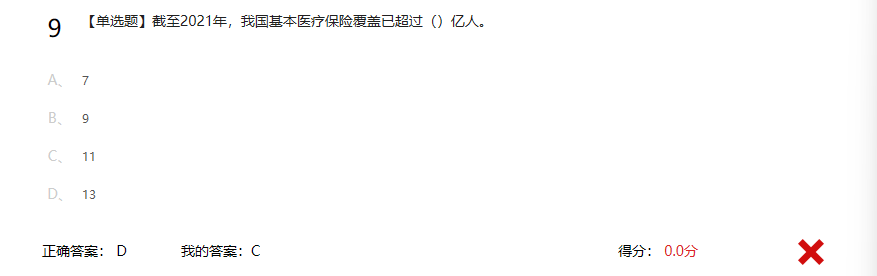 9 【单选题】截至2021年，我国基本医疗保险覆盖已超过（）亿人。
A、 7
B、 9
C、 11
D、 13
正确答案： D 我的答案：C 得分： 0.0分